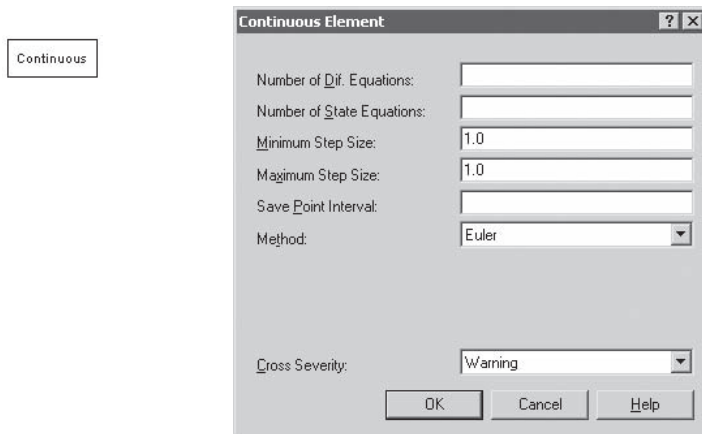 Continuous
Continuous Element
Number of Dif. Equations:
Number of State Equations:
Minimum Step Size: 1.0
Maximum Step Size: 1.0
Save Point Interval:
Method: Euler
Cross Severity: Warning
OK Cancel Help